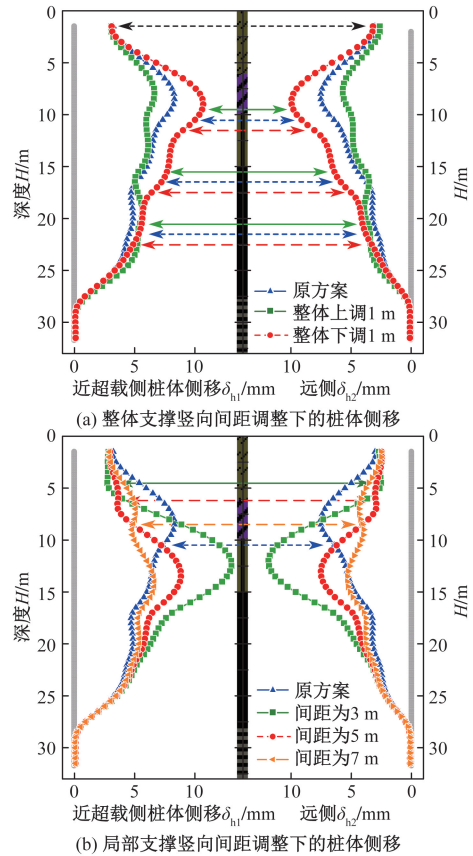 0
5
10
15
20
25
30
深度H/m
0
5
10
15
20
25
30
H/m
原方案
整体上调1 m
整体下调1 m
0 5 10 10 5 0
近超载侧桩体侧移δh1/mm 远侧δh2/mm
(a) 整体支撑竖向间距调整下的桩体侧移
0
5
10
15
20
25
30
深度H/m
0
5
10
15
20
25
30
H/m
原方案
间距为3 m
间距为5 m
间距为7 m
0 5 10 10 5 0
近超载侧桩体侧移δh1/mm 远侧δh2/mm
(b) 局部支撑竖向间距调整下的桩体侧移